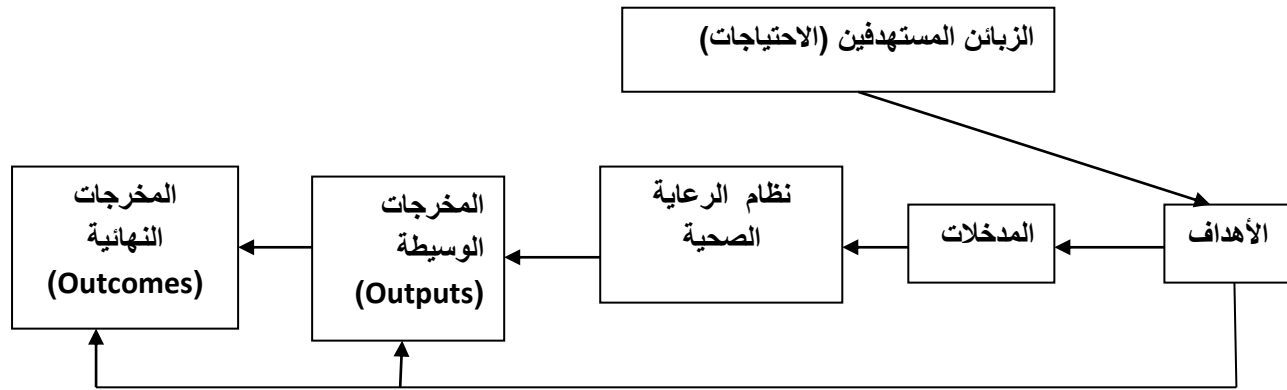 الزبائن المستهدفين (الاحتياجات)
الأهداف
المدخلات
نظام الرعاية
الصحية
المخرجات
الوسيطة
(Outputs)
المخرجات
النهائية
(Outcomes)